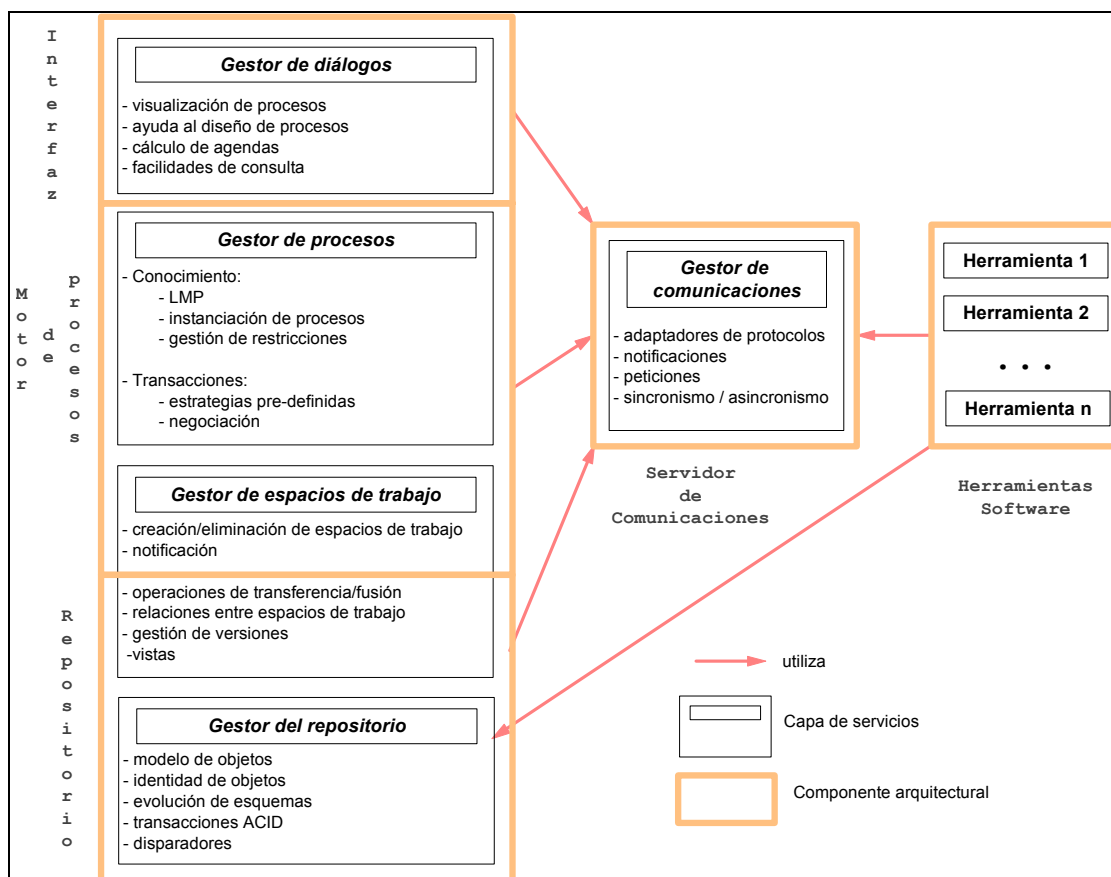 Interfaz
Gestor de diálogos
- visualización de procesos
- ayuda al diseño de procesos
- cálculo de agendas
- facilidades de consulta
Motor
de
procesos
Gestor de procesos
- Conocimiento:
- LMP
- instanciación de procesos
- gestión de restricciones
- Transacciones:
- estrategias pre-definidas
- negociación
Gestor de espacios de trabajo
- creación/eliminación de espacios de trabajo
- notificación
Repositorio
- operaciones de transferencia/fusión
- relaciones entre espacios de trabajo
- gestión de versiones
-vistas
Gestor del repositorio
- modelo de objetos
- identidad de objetos
- evolución de esquemas
- transacciones ACID
- disparadores
Gestor de
comunicaciones
- adaptadores de protocolos
- notificaciones
- peticiones
- sincronismo / asincronismo
Servidor
de
Comunicaciones
Herramienta 1
Herramienta 2
. . .
Herramienta n
Herramientas
Software
utiliza
Capa de servicios
Componente arquitectural